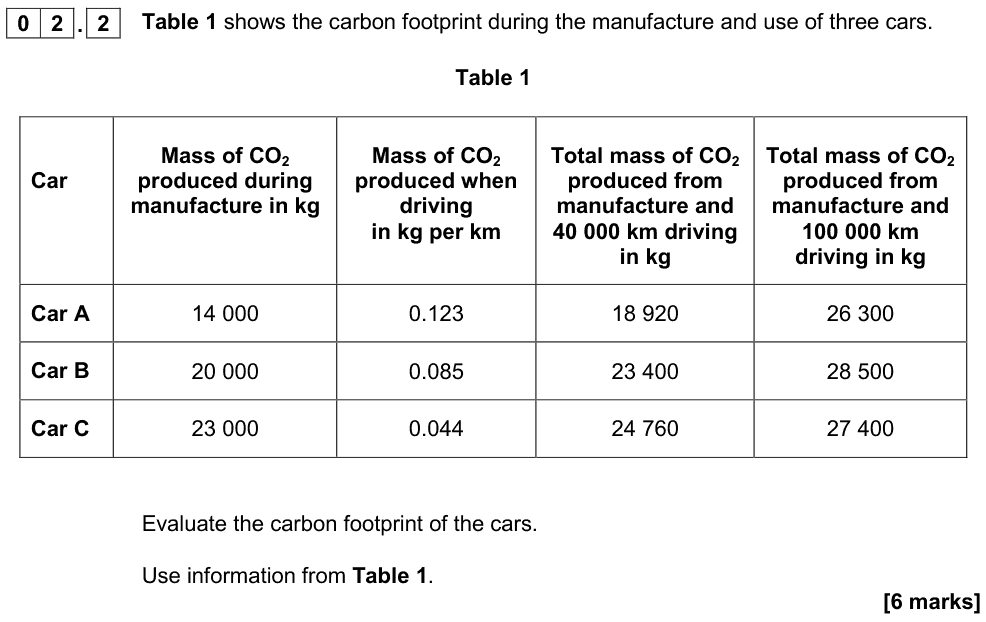 02.2 Table 1 shows the carbon footprint during the manufacture and use of three cars.
Table 1
Car
Mass of CO₂
produced during
manufacture in kg
Mass of CO₂
produced when
driving
in kg per km
Total mass of CO₂
produced from
manufacture and
40 000 km driving
in kg
Total mass of CO₂
produced from
manufacture and
100 000 km
driving in kg
Car A 14 000 0.123 18 920 26 300
Car B 20 000 0.085 23 400 28 500
Car C 23 000 0.044 24 760 27 400
Evaluate the carbon footprint of the cars.
Use information from Table 1.
[6 marks]